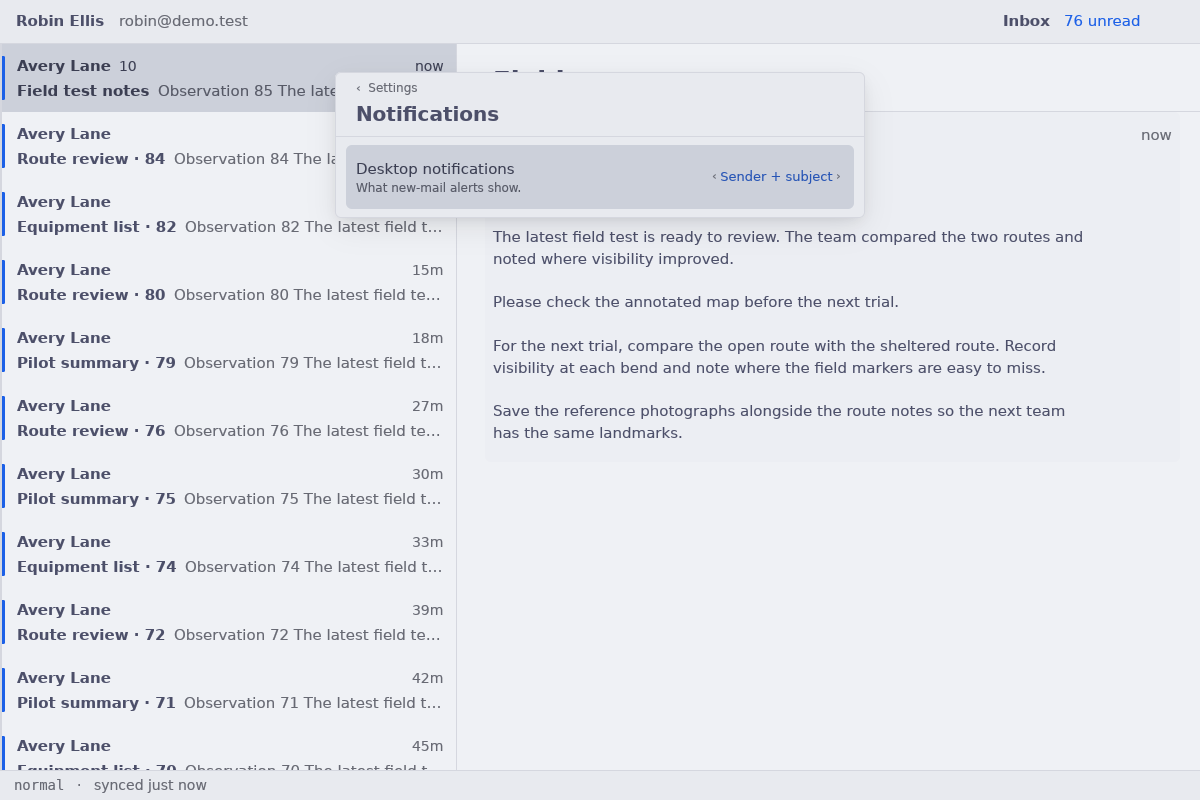 Robin Ellis robin@demo.test
Inbox 76 unread
Avery Lane 10 now
Field test notes Observation 85 The late
Avery Lane
Route review · 84 Observation 84 The la
Avery Lane
Equipment list · 82 Observation 82 The latest field t...
Avery Lane 15m
Route review · 80 Observation 80 The latest field te...
Avery Lane 18m
Pilot summary · 79 Observation 79 The latest field t...
Avery Lane 27m
Route review · 76 Observation 76 The latest field te...
Avery Lane 30m
Pilot summary · 75 Observation 75 The latest field t...
Avery Lane 33m
Equipment list · 74 Observation 74 The latest field t...
Avery Lane 39m
Route review · 72 Observation 72 The latest field te...
Avery Lane 42m
Pilot summary · 71 Observation 71 The latest field t...
Avery Lane 45m
Equipment list · 70 Observation 70 The latest field t...
‹ Settings
Notifications
Desktop notifications
What new-mail alerts show.
‹ Sender + subject ›
now
The latest field test is ready to review. The team compared the two routes and
noted where visibility improved.
Please check the annotated map before the next trial.
For the next trial, compare the open route with the sheltered route. Record
visibility at each bend and note where the field markers are easy to miss.
Save the reference photographs alongside the route notes so the next team
has the same landmarks.
normal · synced just now